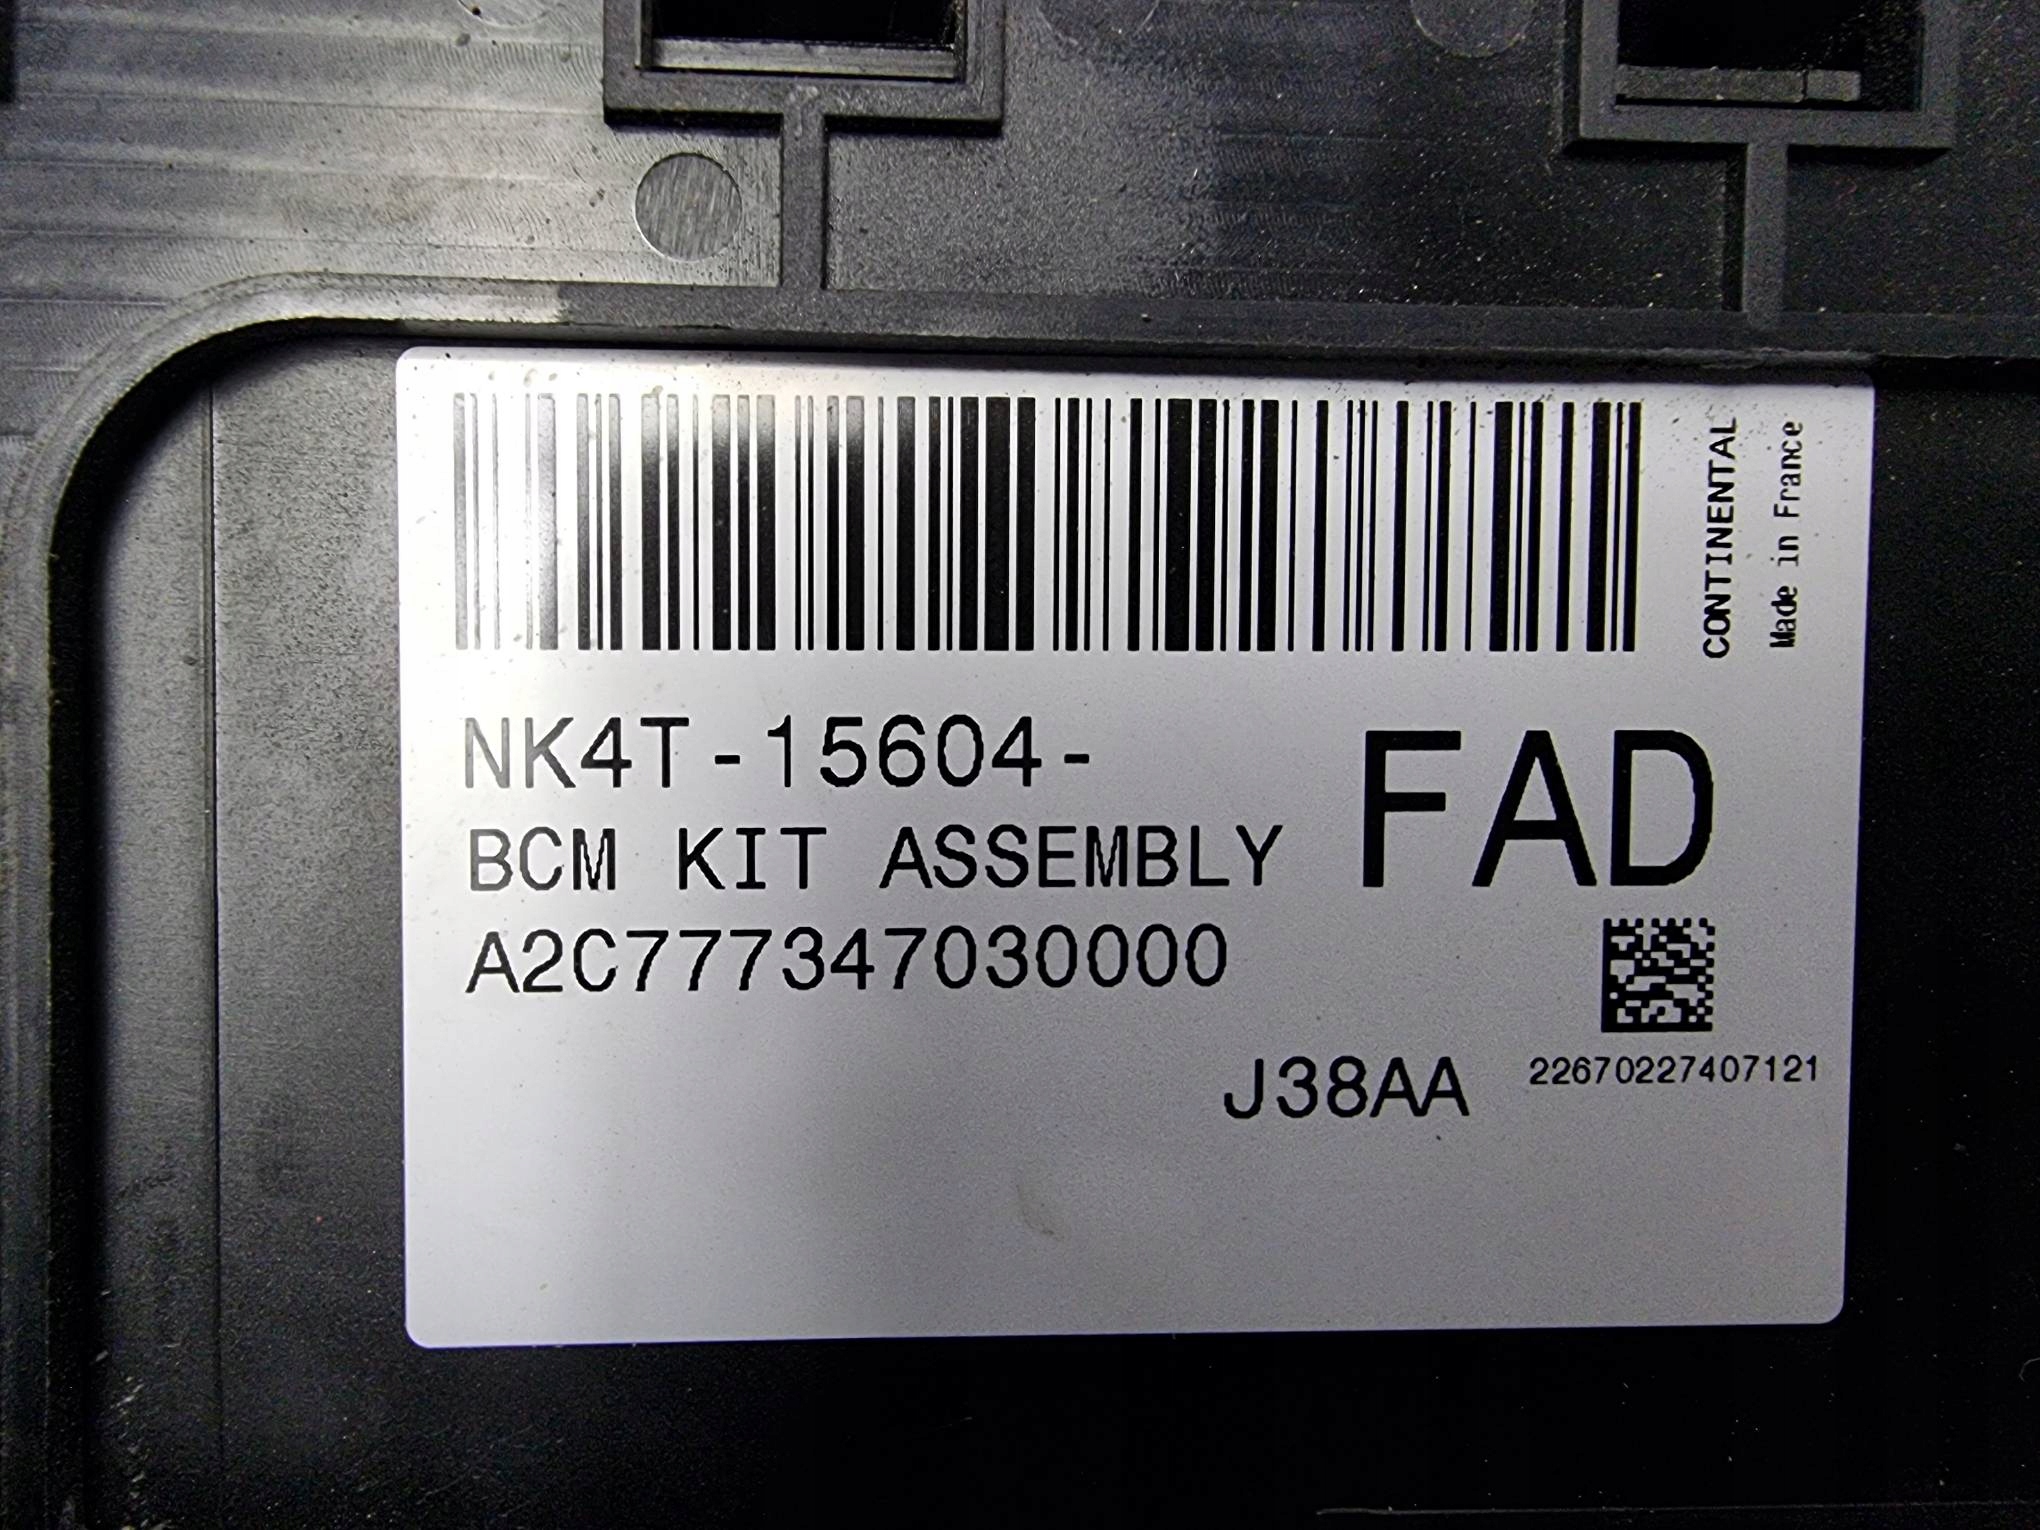 CONTINENTAL
Made in France
NK4T-15604-
FAD
BCM KIT ASSEMBLY
A2C777347030000
J38AA
22670227407121